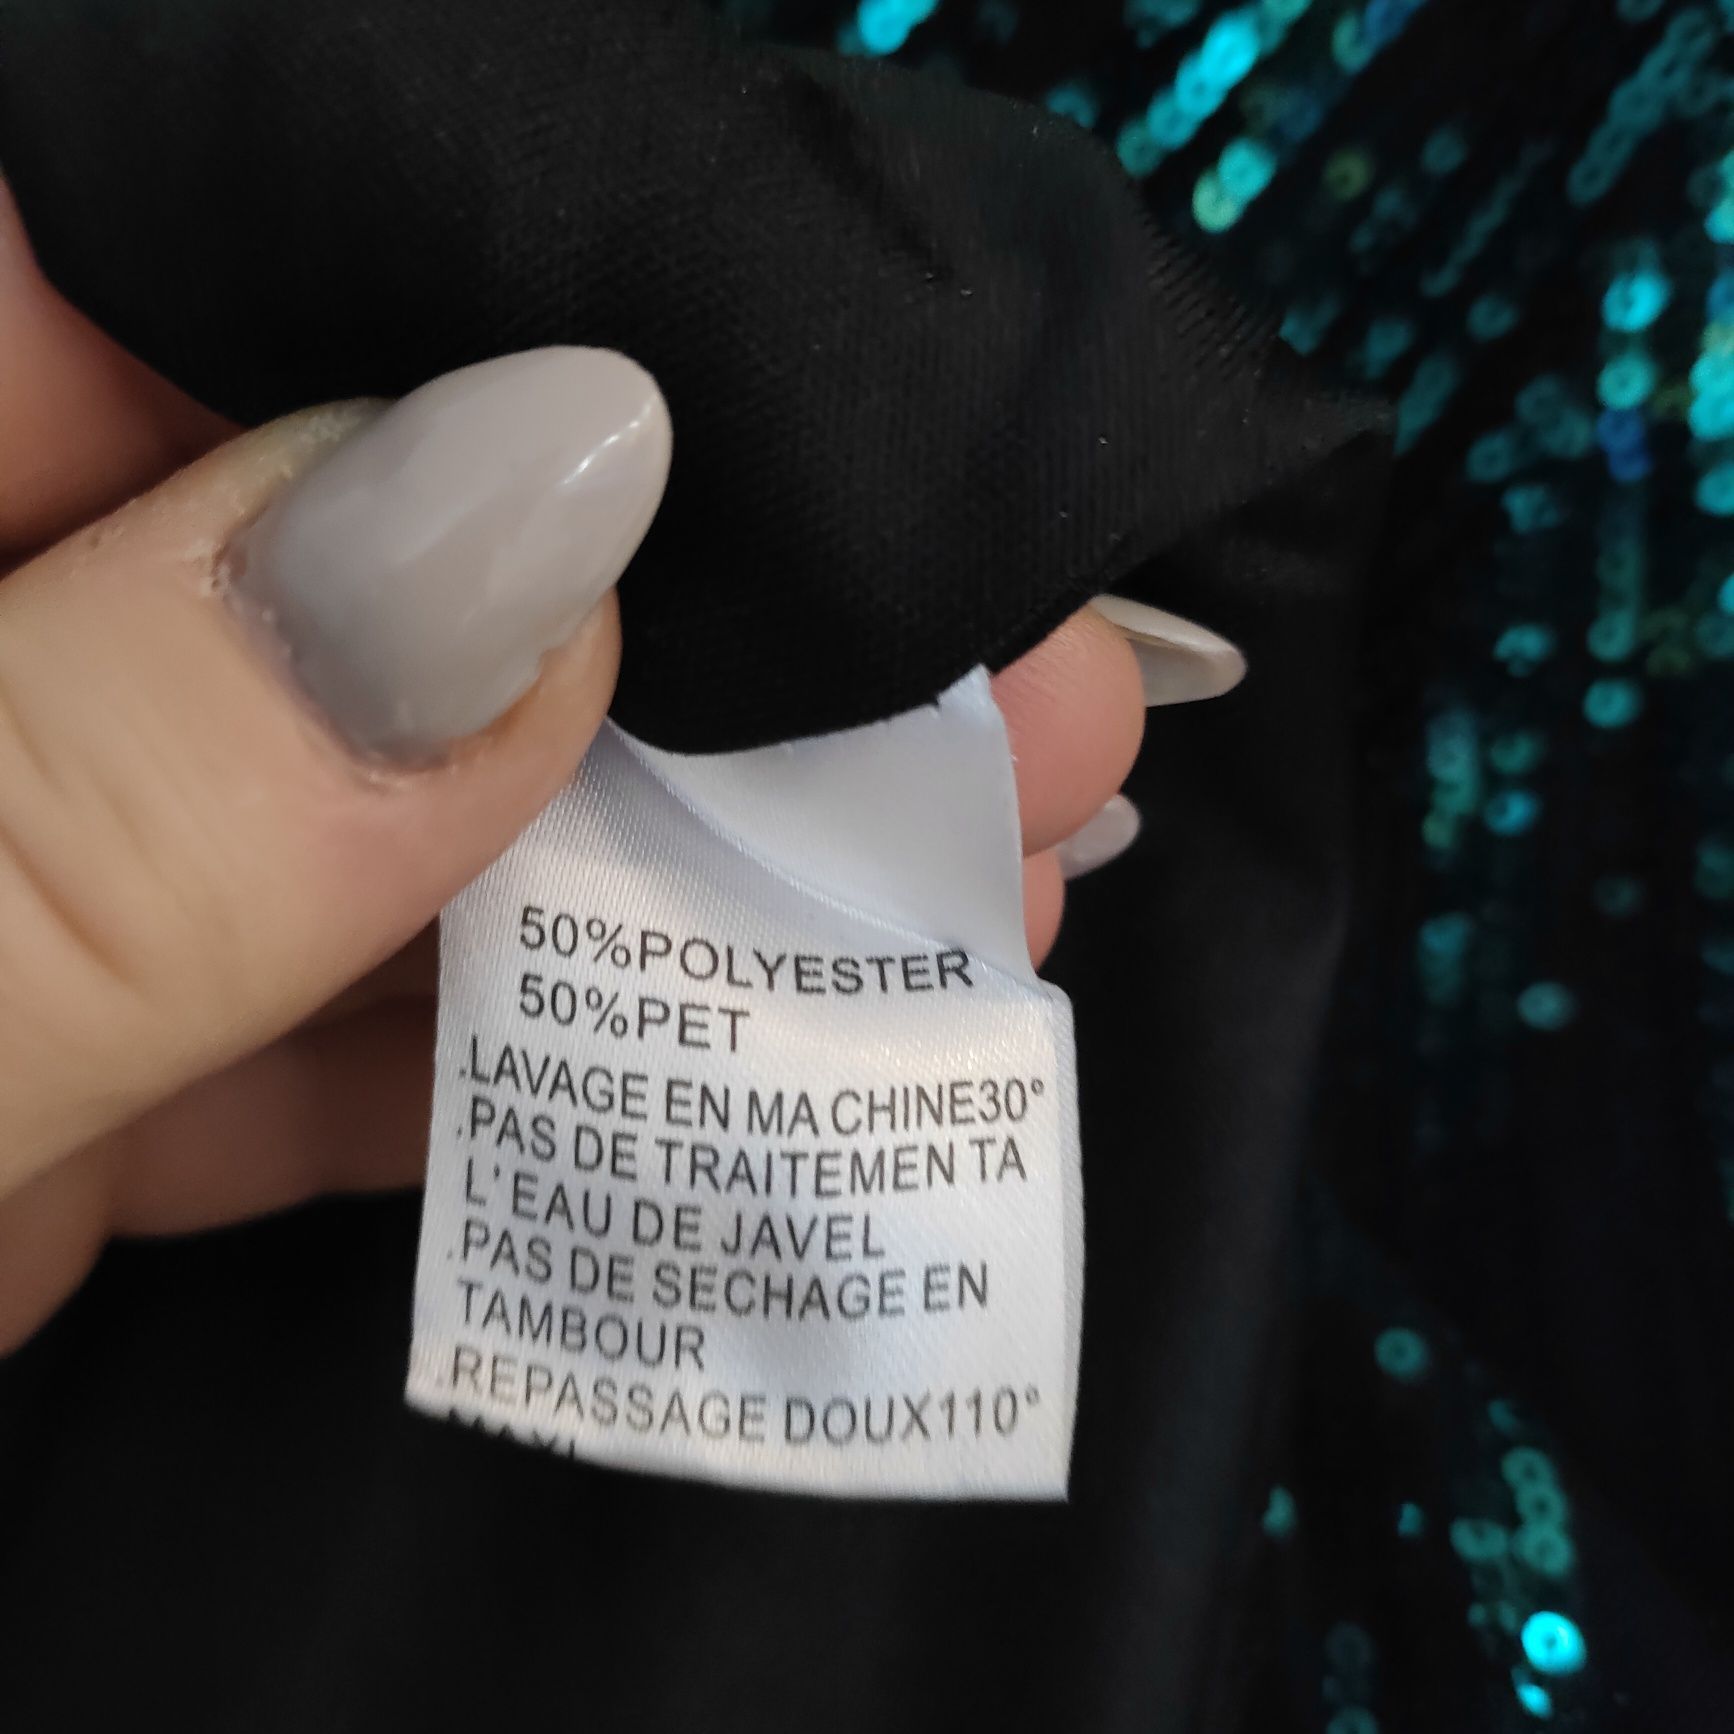 50%POLYESTER
50%PET
.LAVAGE EN MA CHINE30°
.PAS DE TRAITEMEN TA
L'EAU DE JAVEL
.PAS DE SECHAGE EN
TAMBOUR
.REPASSAGE DOUX110°